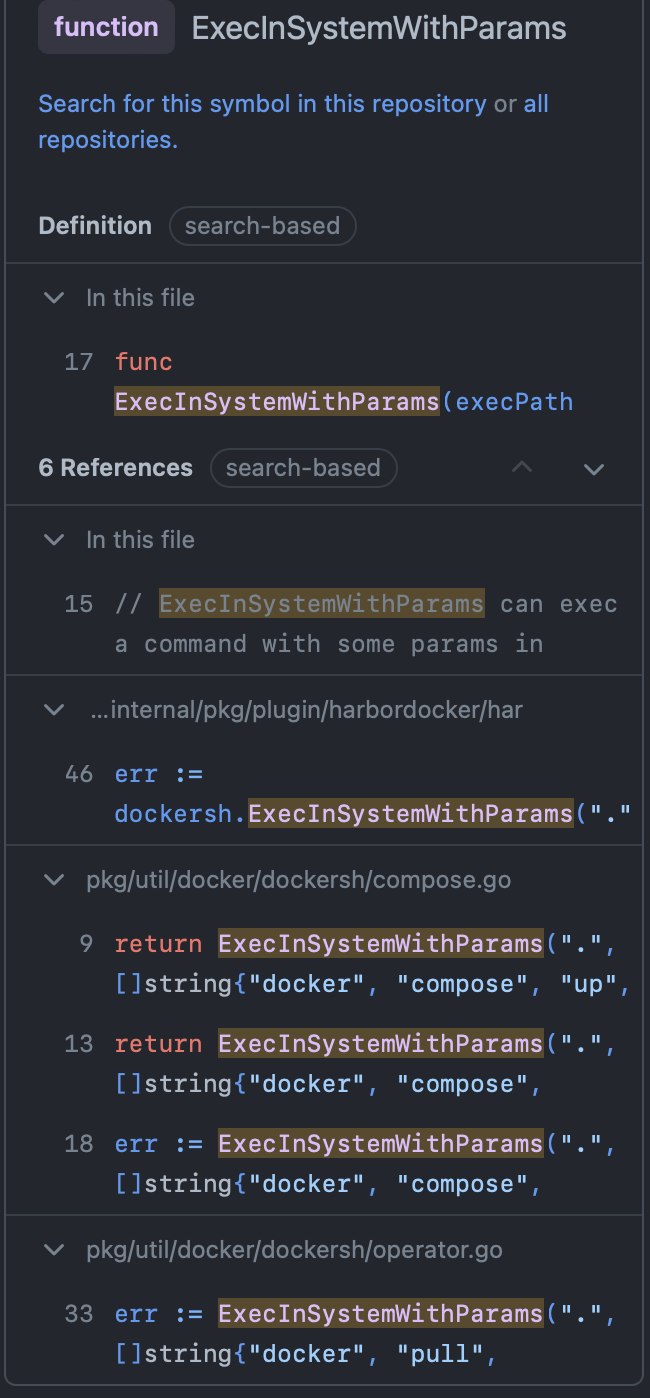 function ExecInSystemWithParams
Search for this symbol in this repository or all
repositories.
Definition search-based
In this file
17 func
ExecInSystemWithParams(execPath
6 References search-based
In this file
15 // ExecInSystemWithParams can exec
a command with some params in
...internal/pkg/plugin/harbordocker/har
46 err :=
dockersh.ExecInSystemWithParams("."
pkg/util/docker/dockersh/compose.go
9 return ExecInSystemWithParams(".",
[]string{"docker", "compose", "up",
13 return ExecInSystemWithParams(".",
[]string{"docker", "compose",
18 err := ExecInSystemWithParams(".",
[]string{"docker", "compose",
pkg/util/docker/dockersh/operator.go
33 err := ExecInSystemWithParams(".",
[]string{"docker", "pull",